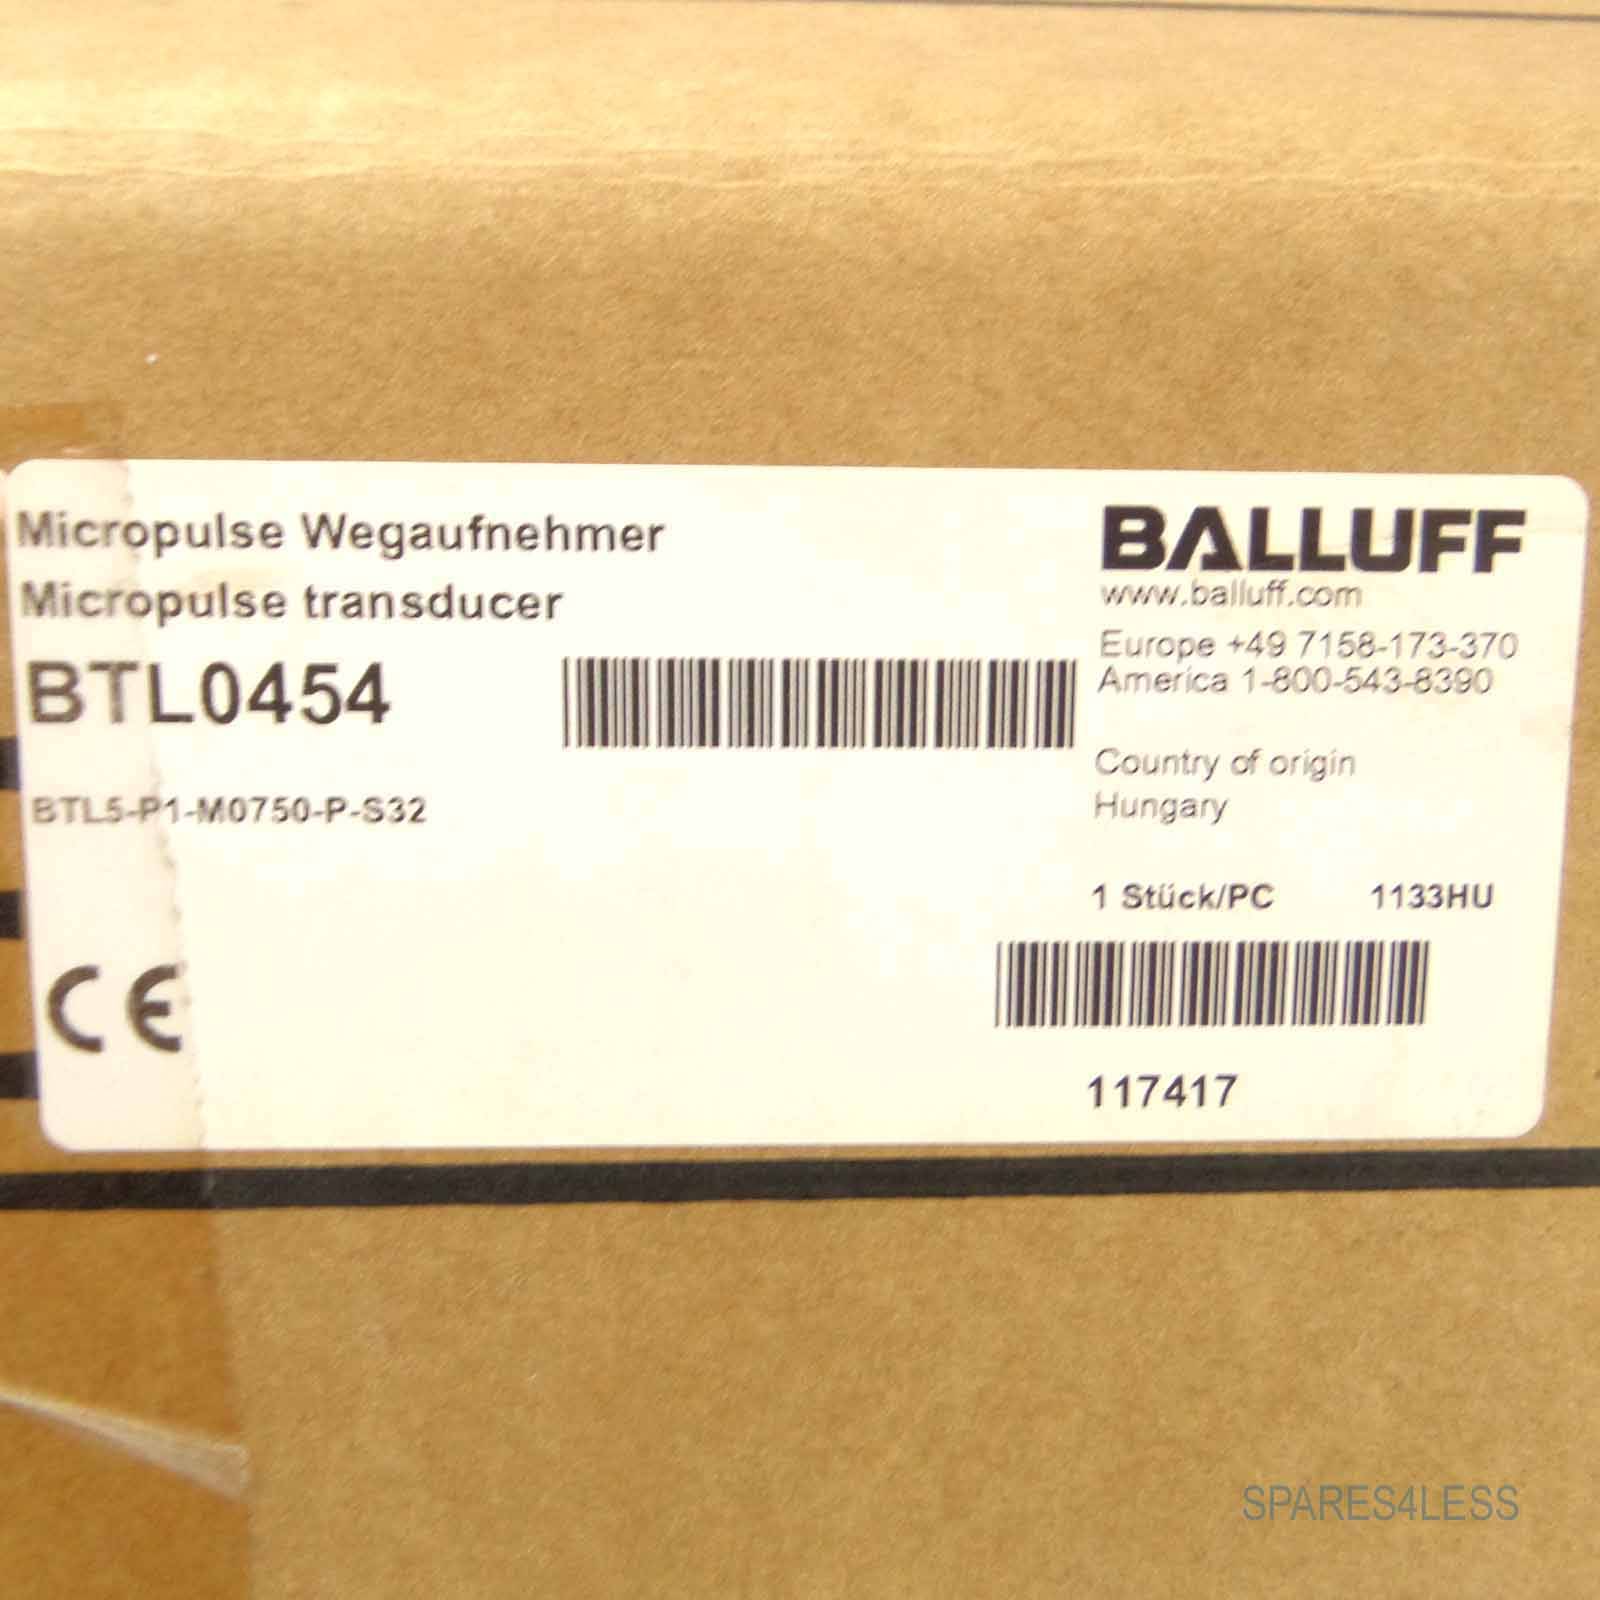 Micropulse Wegaufnehmer
Micropulse transducer
BTL0454
BTL5-P1-M0750-P-S32
CE
BALLUFF
www.balluff.com
Europe +49 7158-173-370
America 1-800-543-8390
Country of origin
Hungary
1 Stück/PC 1133HU
117417
SPARES4LESS